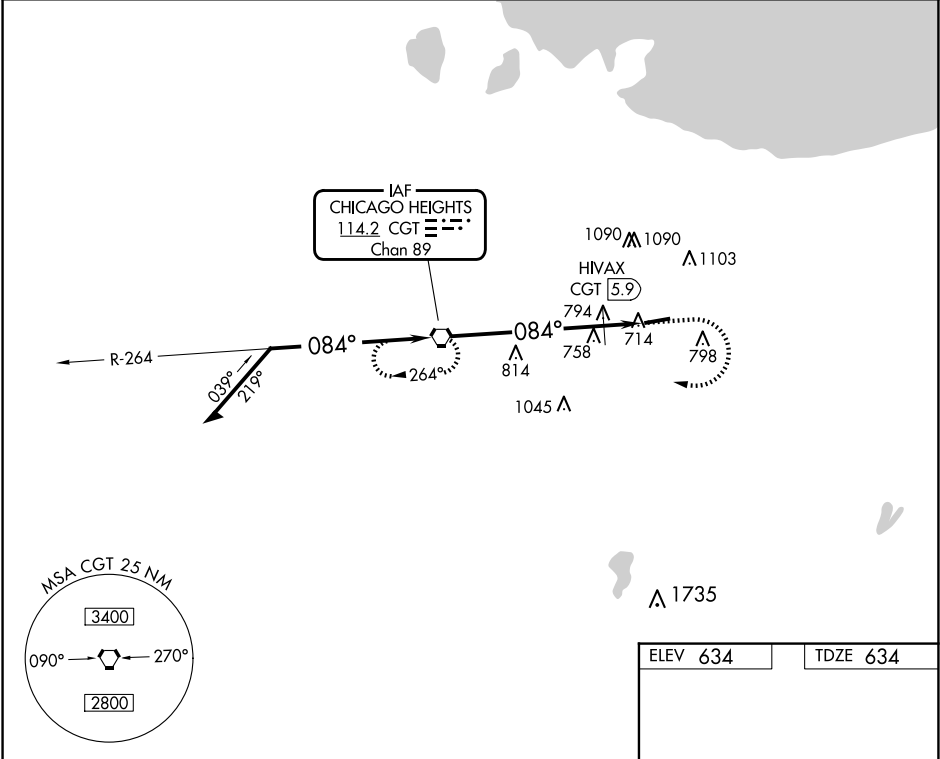 IAF
CHICAGO HEIGHTS
114.2 CGT
Chan 89
1090
1090
1103
HIVAX
CGT 5.9
794
R-264
084°
084°
758
714
798
264°
814
039°
219°
1045
MSA CGT 25 NM
3400
090°
270°
2800
1735
ELEV 634
TDZE 634